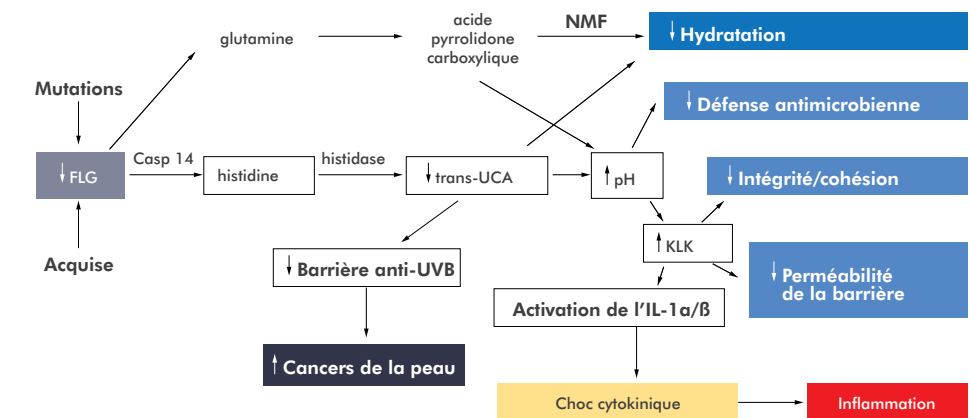 glutamine
acide
pyrrolidone
carboxylique
NMF
↓ Hydratation
Mutations
↓ Défense antimicrobienne
↓ FLG
Casp 14
histidine
histidase
↓ trans-UCA
↑ pH
↓ Intégrité/cohésion
Acquise
↓ Barrière anti-UVB
↑ KLK
↓ Perméabilité
de la barrière
Activation de l’IL-1a/ß
↑ Cancers de la peau
Choc cytokinique
Inflammation